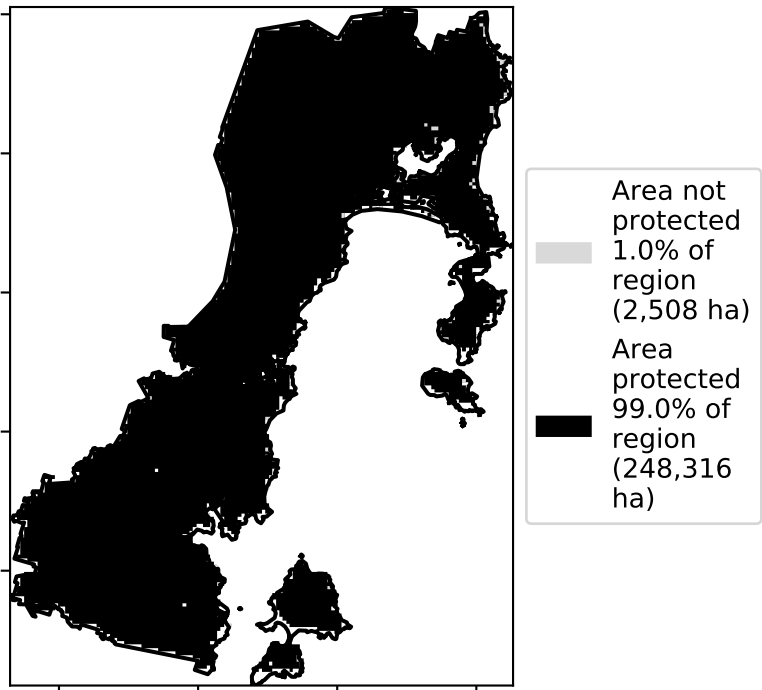 Area not
protected
1.0% of
region
(2,508 ha)
Area
protected
99.0% of
region
(248,316
ha)